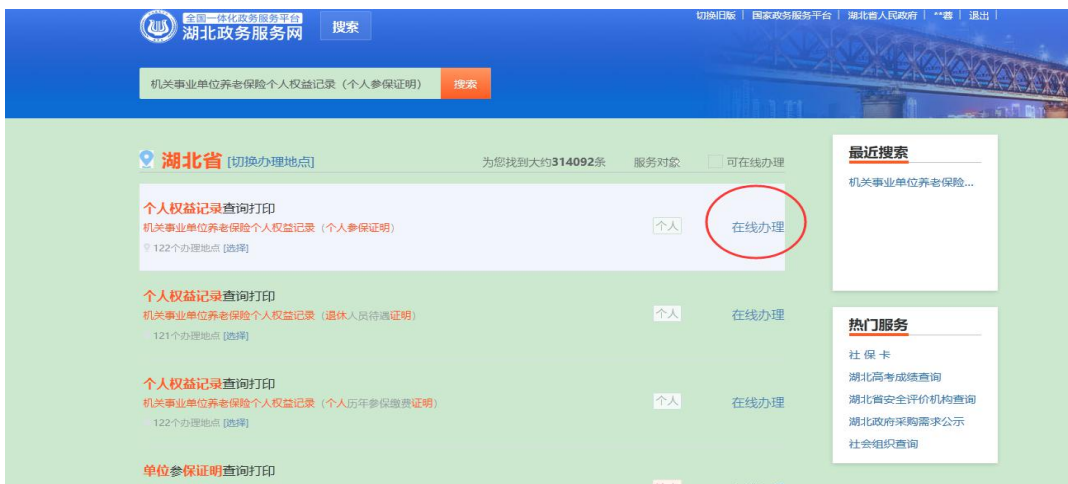 切换旧版 | 国家政务服务平台 | 湖北省人民政府 | **蓉 | 退出 |
全国一体化政务服务平台
湖北政务服务网
搜索
机关事业单位养老保险个人权益记录（个人参保证明）
搜索
湖北省 [切换办理地点] 为您找到大约314092条 服务对象 可在线办理
个人权益记录查询打印
机关事业单位养老保险个人权益记录（个人参保证明） 个人 在线办理
122个办理地点 [选择]
个人权益记录查询打印
机关事业单位养老保险个人权益记录（退休人员待遇证明） 个人 在线办理
121个办理地点 [选择]
个人权益记录查询打印
机关事业单位养老保险个人权益记录（个人历年参保缴费证明） 个人 在线办理
122个办理地点 [选择]
单位参保证明查询打印
最近搜索
机关事业单位养老保险...
热门服务
社 保 卡
湖北高考成绩查询
湖北省安全评价机构查询
湖北政府采购需求公示
社会组织查询